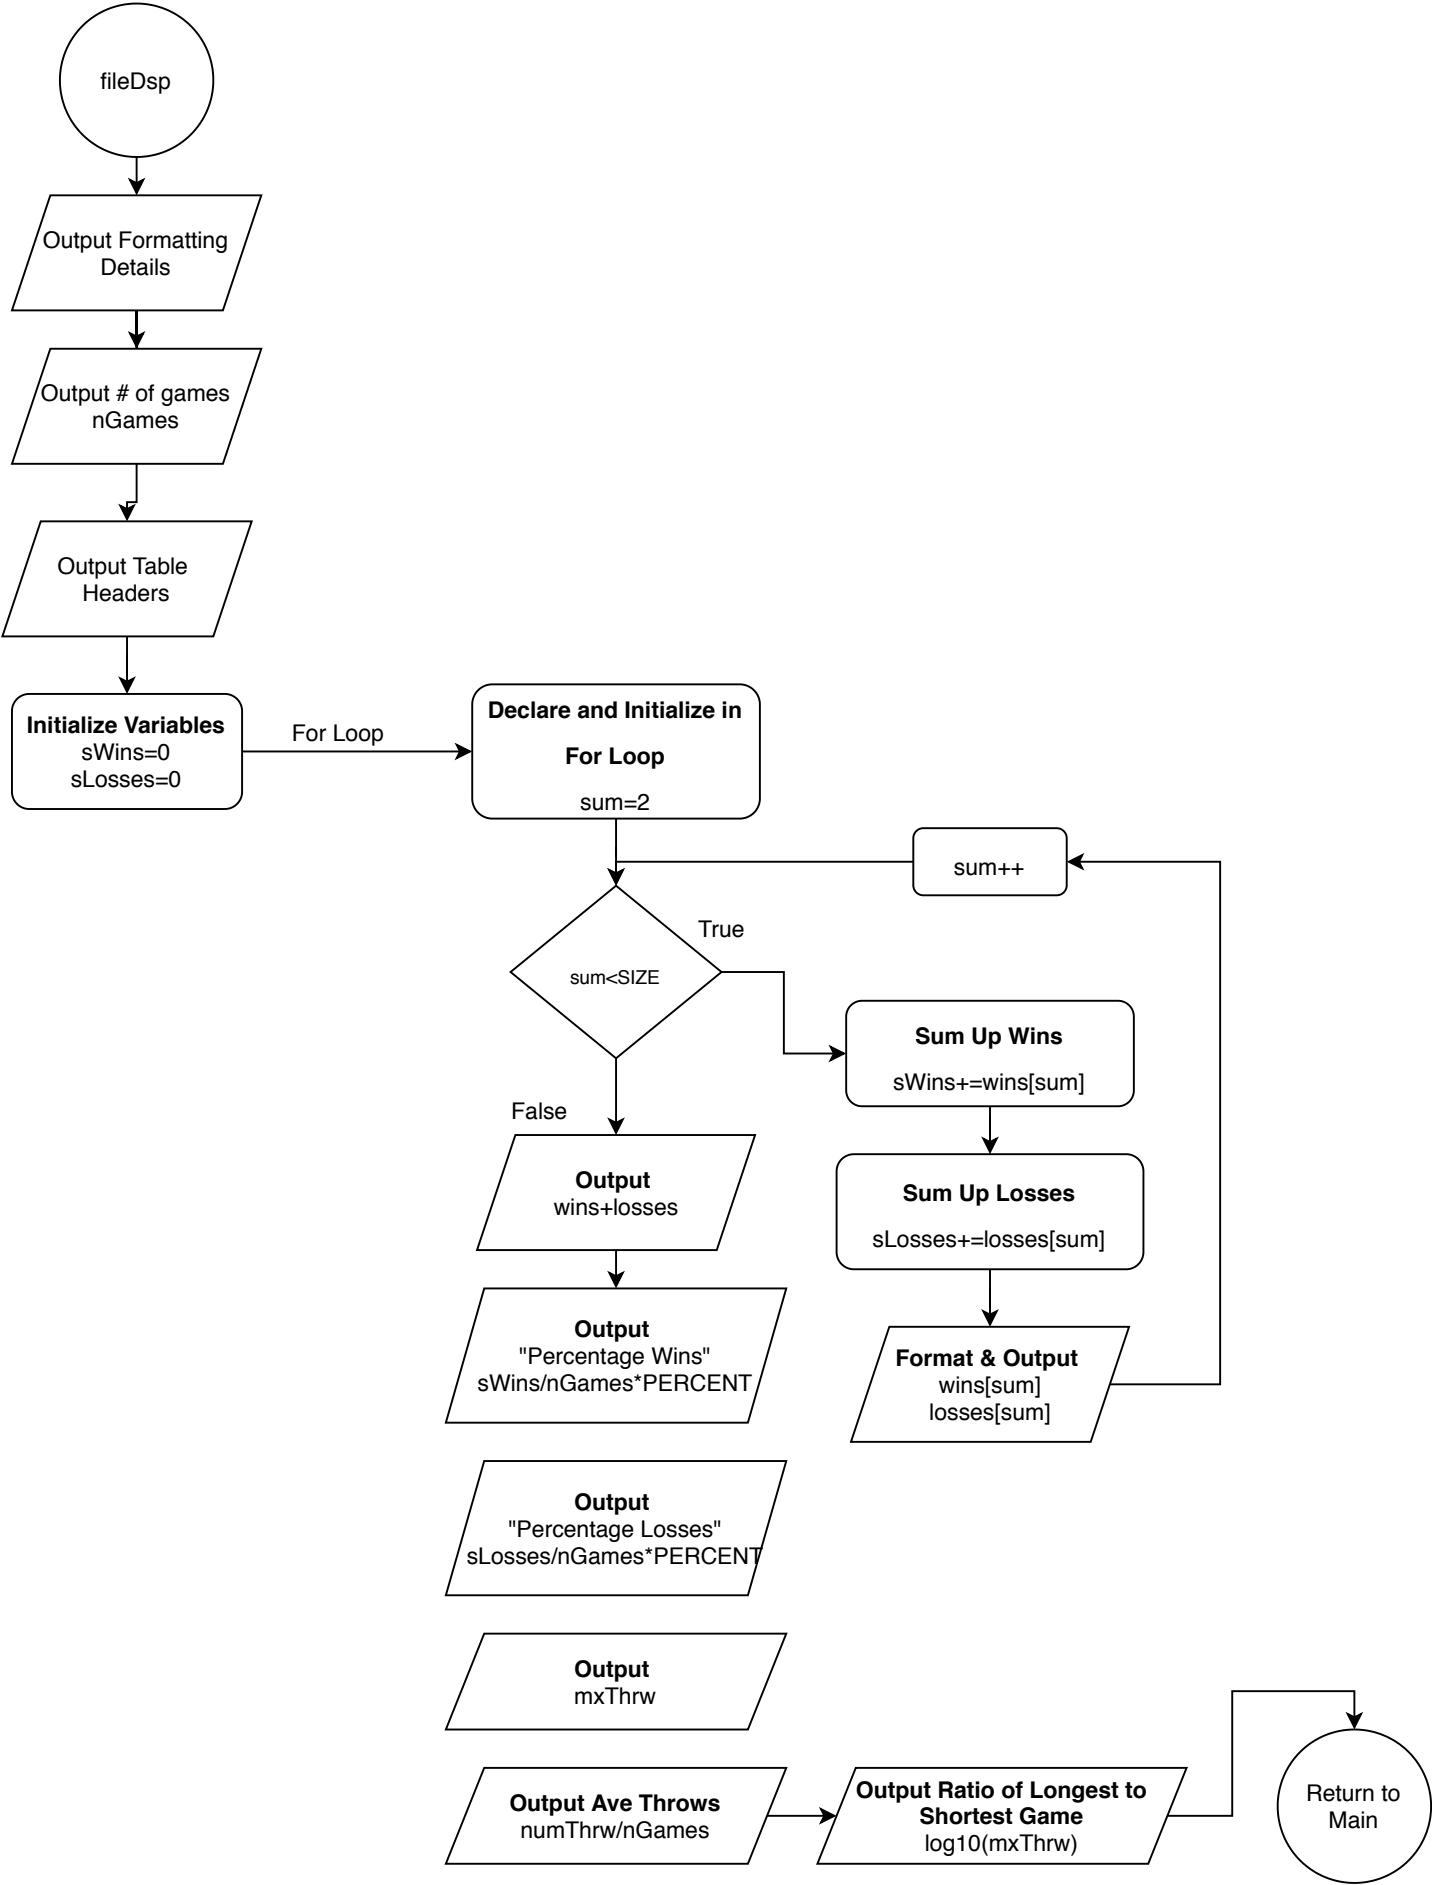 fileDsp
Output Formatting
Details
Output # of games
nGames
Output Table
Headers
Initialize Variables
sWins=0
sLosses=0
For Loop
Declare and Initialize in
For Loop
sum=2
sum++
sum<SIZE
True
Sum Up Wins
sWins+=wins[sum]
Sum Up Losses
sLosses+=losses[sum]
Format & Output
wins[sum]
losses[sum]
False
Output
wins+losses
Output
"Percentage Wins"
sWins/nGames*PERCENT
Output
"Percentage Losses"
sLosses/nGames*PERCENT
Output
mxThrw
Output Ave Throws
numThrw/nGames
Output Ratio of Longest to
Shortest Game
log10(mxThrw)
Return to
Main